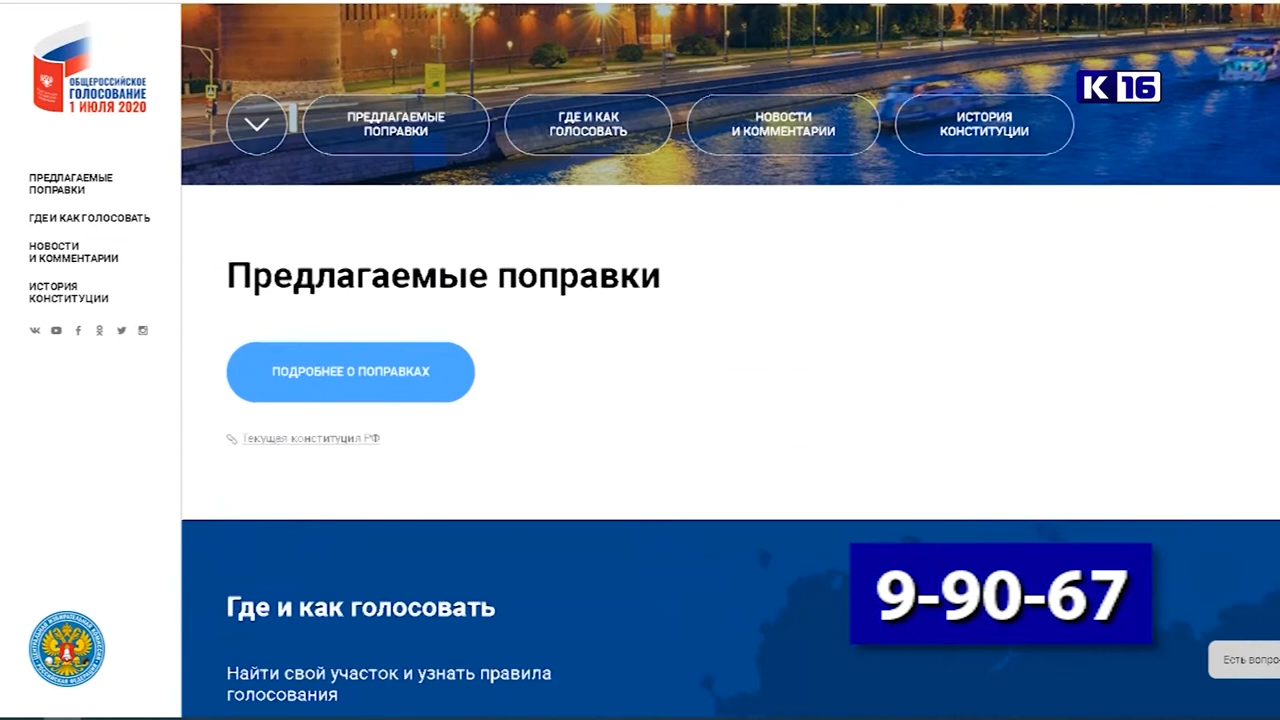 ОБЩЕРОССИЙСКОЕ
ГОЛОСОВАНИЕ
1 ИЮЛЯ 2020
ПРЕДЛАГАЕМЫЕ
ПОПРАВКИ
ГДЕ И КАК ГОЛОСОВАТЬ
НОВОСТИ
И КОММЕНТАРИИ
ИСТОРИЯ
КОНСТИТУЦИИ
ПРЕДЛАГАЕМЫЕ
ПОПРАВКИ
ГДЕ И КАК
ГОЛОСОВАТЬ
НОВОСТИ
И КОММЕНТАРИИ
ИСТОРИЯ
КОНСТИТУЦИИ
К 16
Предлагаемые поправки
ПОДРОБНЕЕ О ПОПРАВКАХ
Текущая конституция РФ
Где и как голосовать
9-90-67
Найти свой участок и узнать правила
голосования
Есть вопро